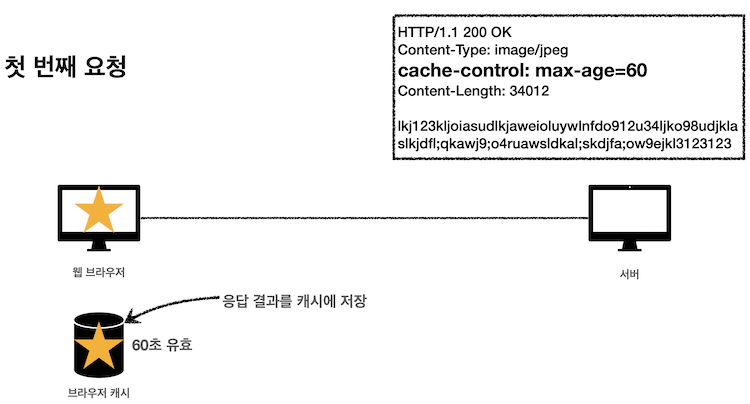 첫 번째 요청
HTTP/1.1 200 OK
Content-Type: image/jpeg
cache-control: max-age=60
Content-Length: 34012
lkj123kljoiasudlkjaweioluywlnfdo912u34ljko98udjkla
slkjdfl;qkawj9;o4ruawsldkal;skdjfa;ow9ejkl3123123
웹 브라우저
서버
응답 결과를 캐시에 저장
60초 유효
브라우저 캐시